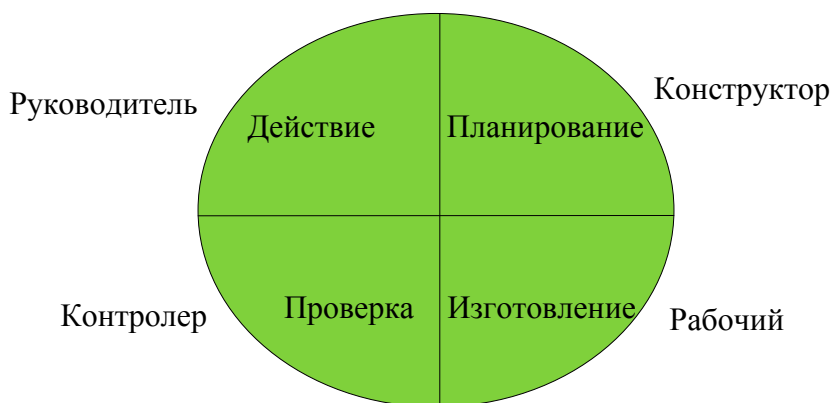 Руководитель
Конструктор
Действие
Планирование
Контролер
Проверка
Изготовление
Рабочий